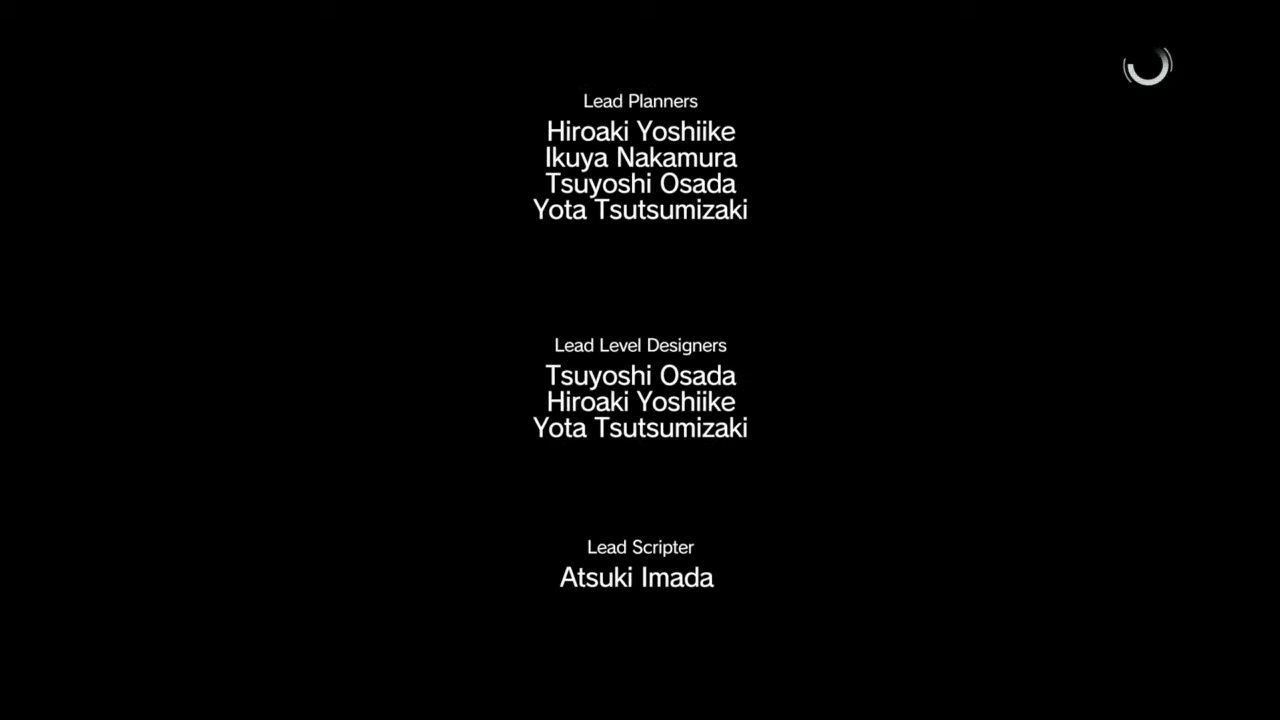 Lead Planners
Hiroaki Yoshiike
Ikuya Nakamura
Tsuyoshi Osada
Yota Tsutsumizaki
Lead Level Designers
Tsuyoshi Osada
Hiroaki Yoshiike
Yota Tsutsumizaki
Lead Scripter
Atsuki Imada